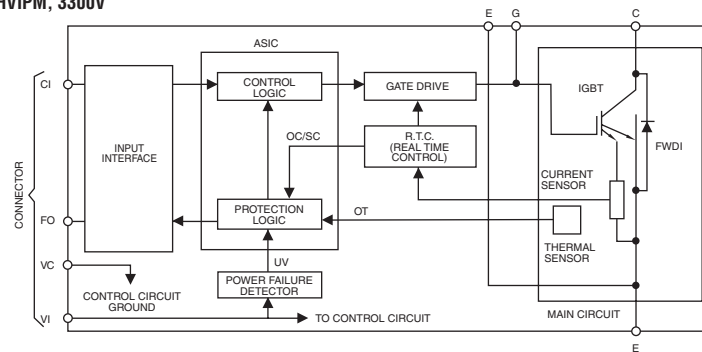 HVIPM, 3300V
E G C
ASIC
CI
CONTROL
LOGIC
GATE DRIVE
IGBT
INPUT
INTERFACE
OC/SC
R.T.C.
(REAL TIME
CONTROL)
FWDI
CONNECTOR
CURRENT
SENSOR
FO
PROTECTION
LOGIC
OT
THERMAL
SENSOR
VC
UV
CONTROL CIRCUIT
GROUND
POWER FAILURE
DETECTOR
VI
TO CONTROL CIRCUIT
MAIN CIRCUIT
E